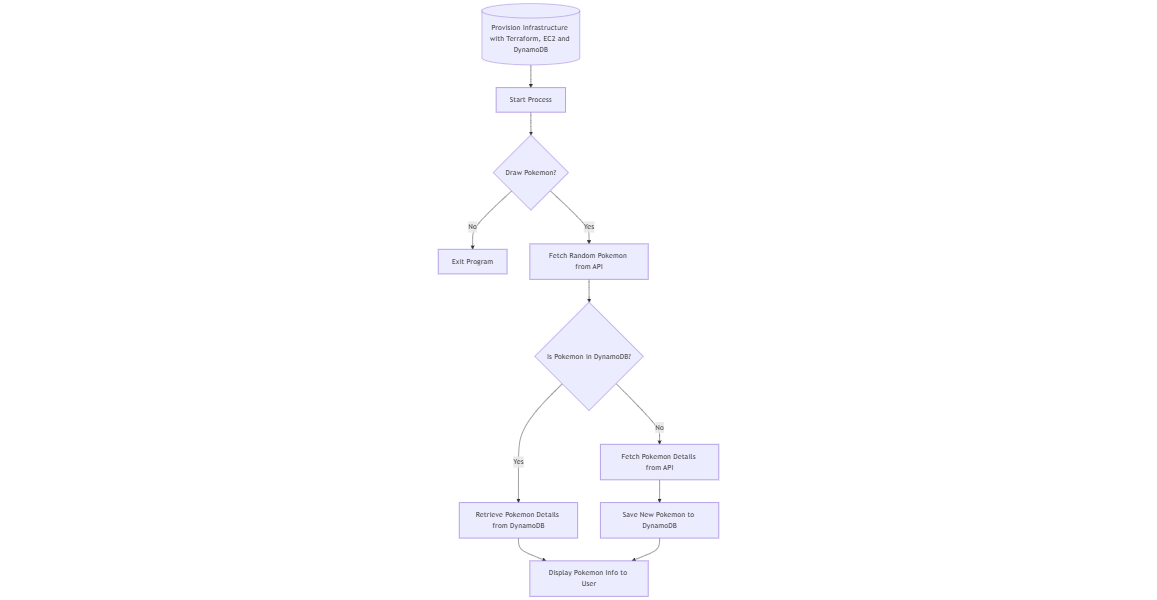 Provision Infrastructure
with Terraform, EC2 and
DynamoDB
Start Process
Draw Pokemon?
No
Yes
Exit Program
Fetch Random Pokemon
from API
Is Pokemon in DynamoDB?
No
Fetch Pokemon Details
from API
Yes
Retrieve Pokemon Details
from DynamoDB
Save New Pokemon to
DynamoDB
Display Pokemon Info to
User